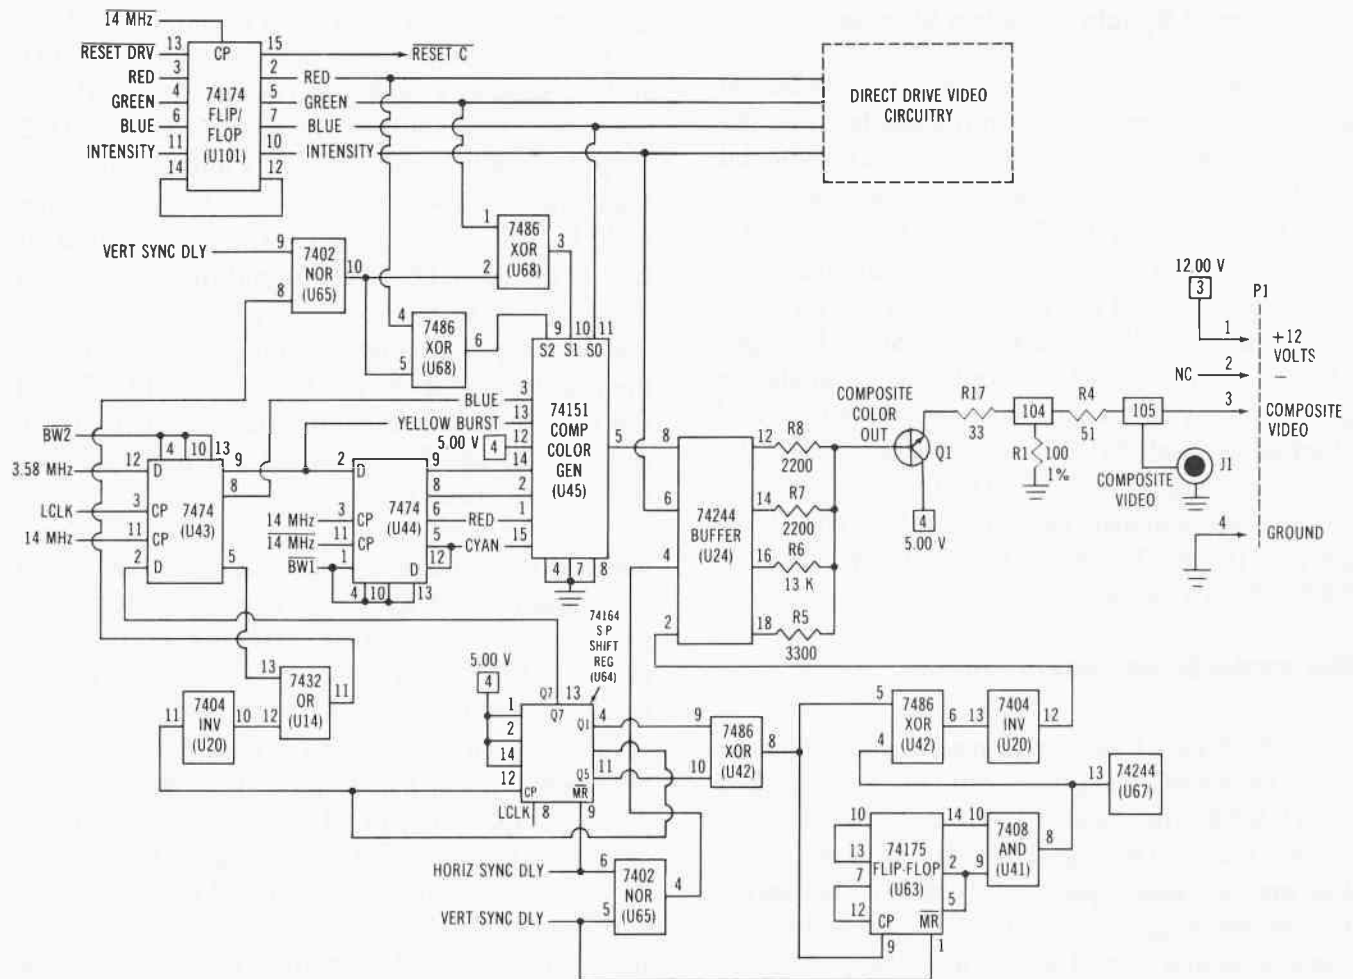 14 MHz
RESET DRV 13 CP 15 RESET C
RED 3 2 RED
GREEN 4 74174 5 GREEN
BLUE 6 FLIP/ 7 BLUE
FLOP
INTENSITY 11 (U101) 10 INTENSITY
14 12
DIRECT DRIVE VIDEO
CIRCUITRY
VERT SYNC DLY 9
7402
NOR
(U65)
10
8
1
7486
XOR
(U68)
3
2
4
7486
XOR
(U68)
6
5
9 10 11
S2 S1 S0
BLUE 3
YELLOW BURST 13
5.00 V 4 12
14
2
RED 1
CYAN 15
74151
COMP
COLOR
GEN
(U45)
5
4 7 8
BW2
4 10 13
3.58 MHz 12 D 9
8
LCLK 3 CP
7474
(U43)
14 MHz 11 CP
2 D 5
2 D 9
8
7474
(U44)
14 MHz 3 CP 6
14 MHz 11 CP 5
BW1 1 12
D
4 10 13
8
6
4
2
74244
BUFFER
(U24)
12 R8
2200
14 R7
2200
16 R6
13 K
18 R5
3300
COMPOSITE
COLOR
OUT
Q1
4
5.00 V
R17
33
104
R1 100
1%
R4
51
105
COMPOSITE
VIDEO
J1
12.00 V
3
P1
1 +12
VOLTS
NC 2 –
3 COMPOSITE
VIDEO
4 GROUND
11
7404
INV
(U20)
10
13
12
7432
OR
(U14)
11
5.00 V
4
74164
S P
SHIFT
REG
(U64)
Q7 13
Q7
1
2
14
12
CP
Q1 4
Q5 11
MR
9
LCLK 8
9
10
7486
XOR
(U42)
8
HORIZ SYNC DLY 6
VERT SYNC DLY 5
7402
NOR
(U65)
4
5
4
7486
XOR
(U42)
6
13
7404
INV
(U20)
12
13
74244
(U67)
10
13
7
12
74175
FLIP-FLOP
(U63)
CP MR
14
2
5
9 1
10
9
7408
AND
(U41)
8